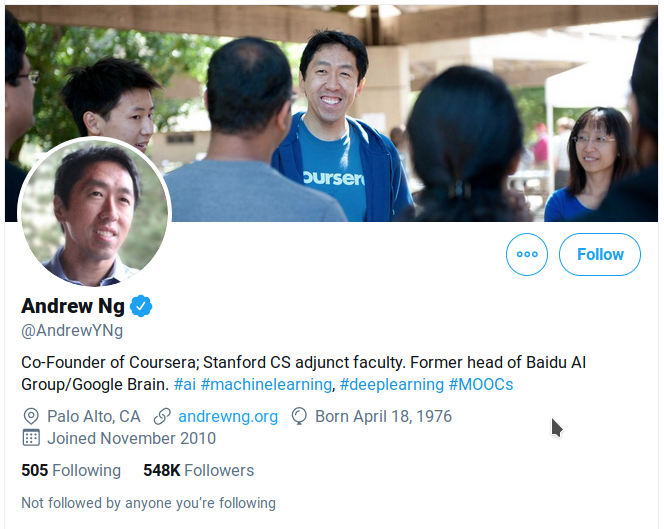 oursera
Follow
Andrew Ng
@AndrewYNg
Co-Founder of Coursera; Stanford CS adjunct faculty. Former head of Baidu AI
Group/Google Brain. #ai #machinelearning, #deeplearning #MOOCs
Palo Alto, CA andrewng.org Born April 18, 1976
Joined November 2010
505 Following 548K Followers
Not followed by anyone you’re following